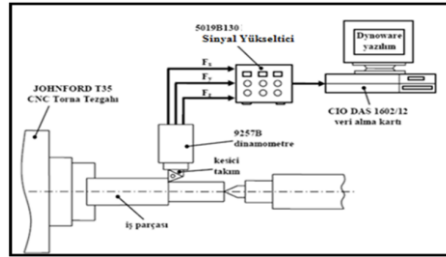 5019B130
Sinyal Yükseltici
Dynoware
yazılım
JOHNFORD T35
CNC Torna Tezgahı
Fx
Fy
Fz
CIO DAS 1602/12
veri alma kartı
9257B
dinamometre
kesici
takım
iş parçası